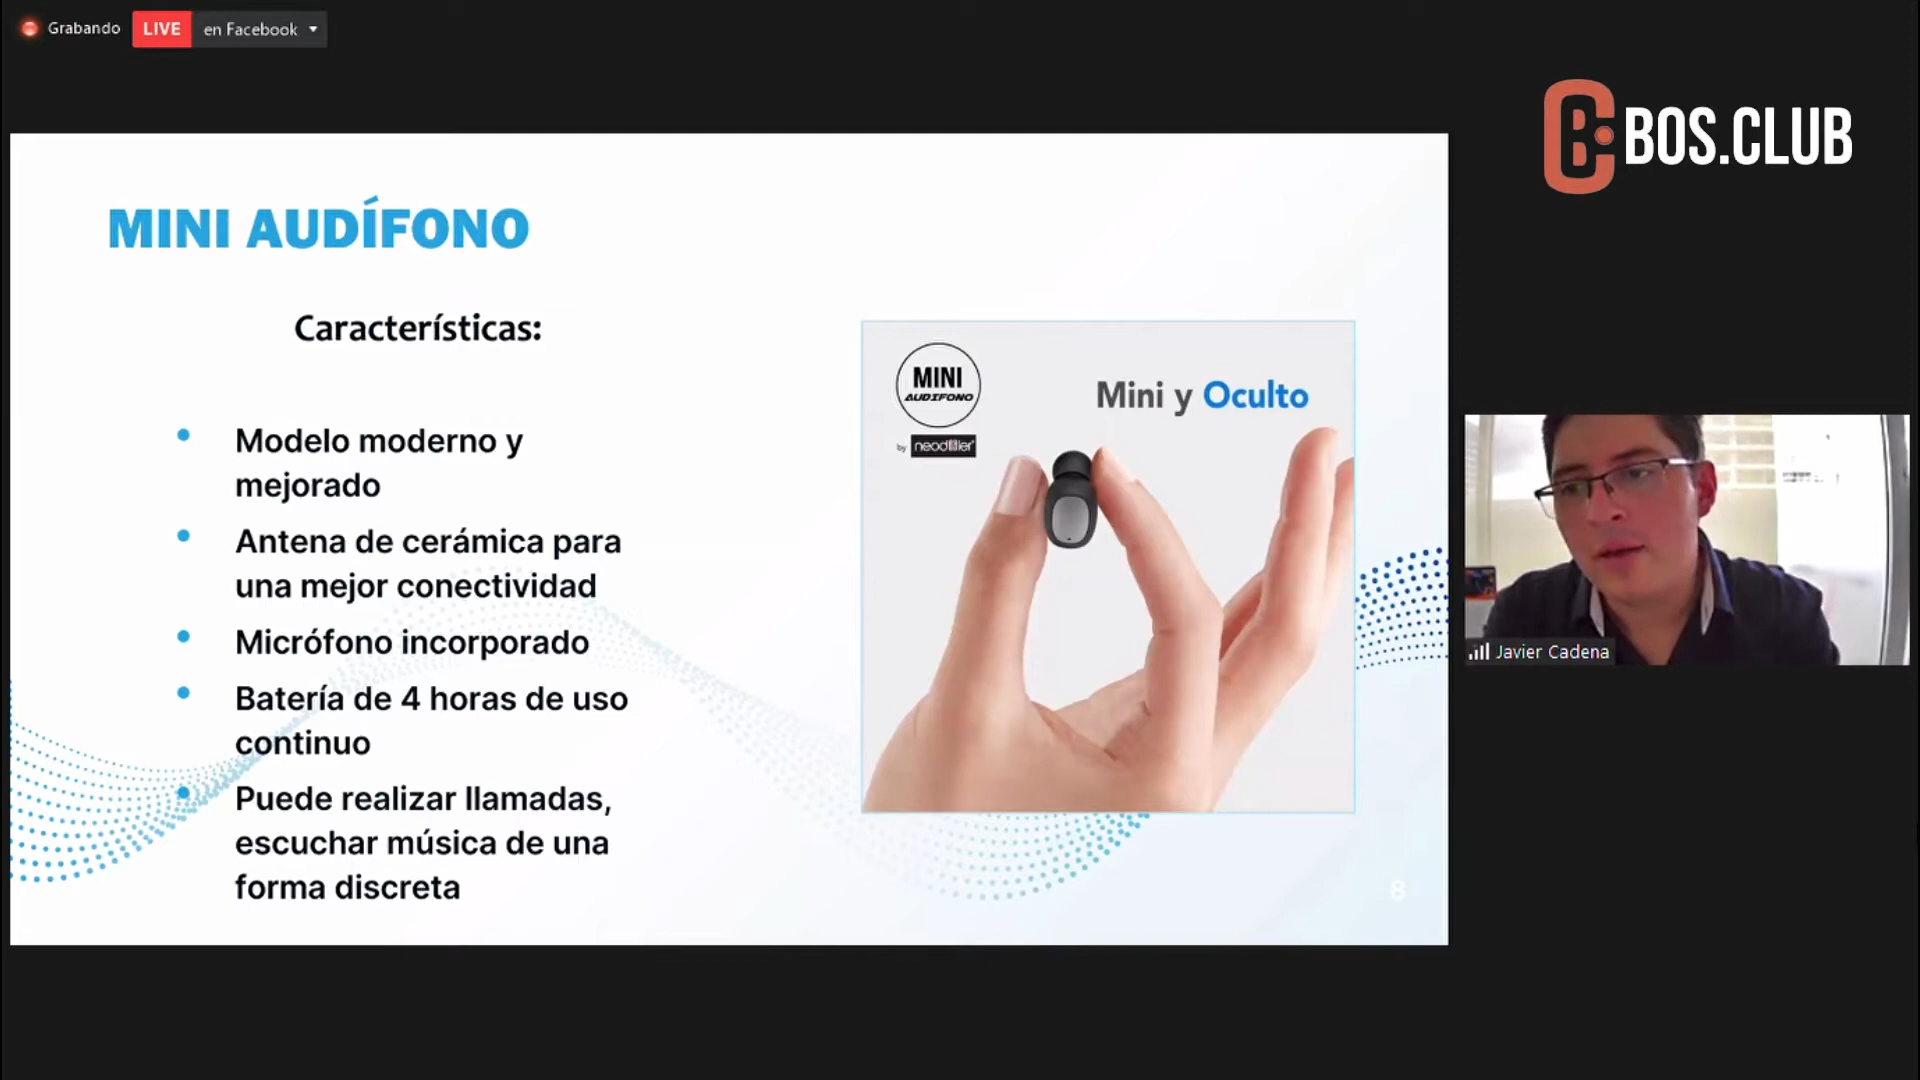 Grabando
LIVE
en Facebook
BOS.CLUB
MINI AUDÍFONO
Características:
Modelo moderno y
mejorado
Antena de cerámica para
una mejor conectividad
Micrófono incorporado
Batería de 4 horas de uso
continuo
Puede realizar llamadas,
escuchar música de una
forma discreta
MINI
AUDIFONO
by
Mini y Oculto
8
Javier Cadena